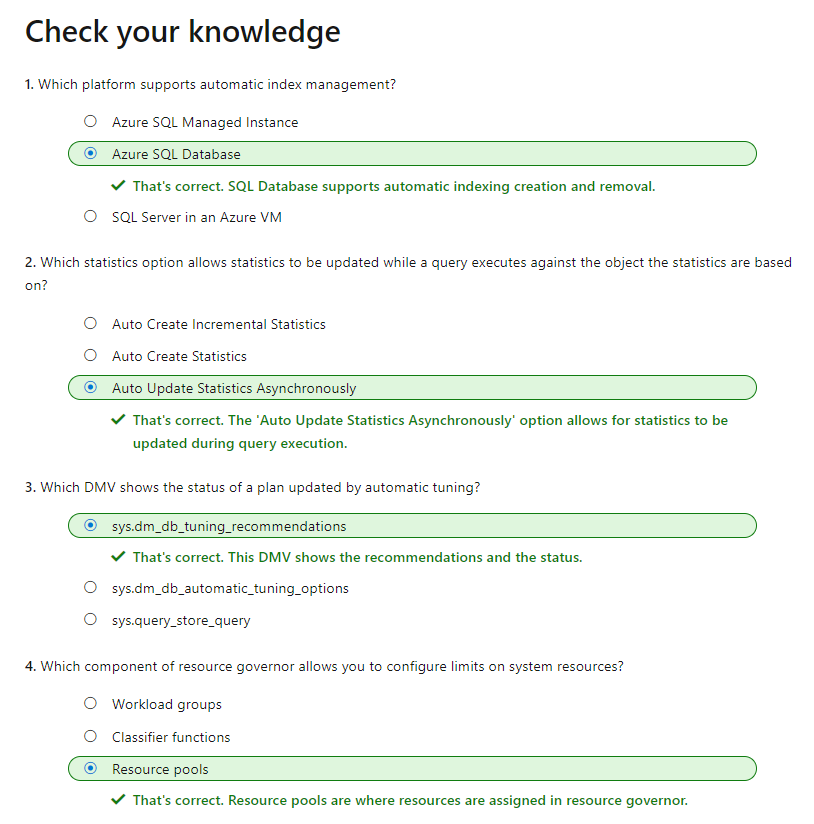 Check your knowledge
1. Which platform supports automatic index management?
Azure SQL Managed Instance
Azure SQL Database
That's correct. SQL Database supports automatic indexing creation and removal.
SQL Server in an Azure VM
2. Which statistics option allows statistics to be updated while a query executes against the object the statistics are based
on?
Auto Create Incremental Statistics
Auto Create Statistics
Auto Update Statistics Asynchronously
That's correct. The 'Auto Update Statistics Asynchronously' option allows for statistics to be
updated during query execution.
3. Which DMV shows the status of a plan updated by automatic tuning?
sys.dm_db_tuning_recommendations
That's correct. This DMV shows the recommendations and the status.
sys.dm_db_automatic_tuning_options
sys.query_store_query
4. Which component of resource governor allows you to configure limits on system resources?
Workload groups
Classifier functions
Resource pools
That's correct. Resource pools are where resources are assigned in resource governor.